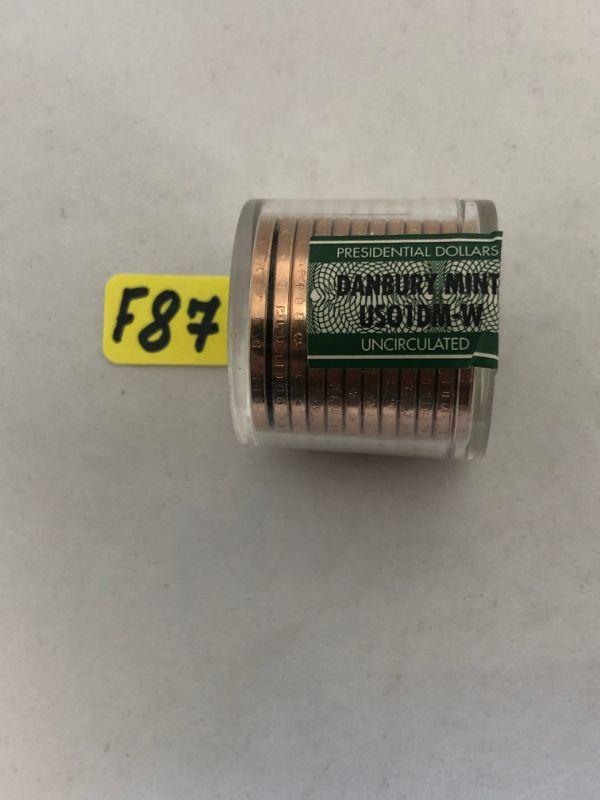 F87
PRESIDENTIAL DOLLARS
DANBURY MINT
US01DM-W
UNCIRCULATED